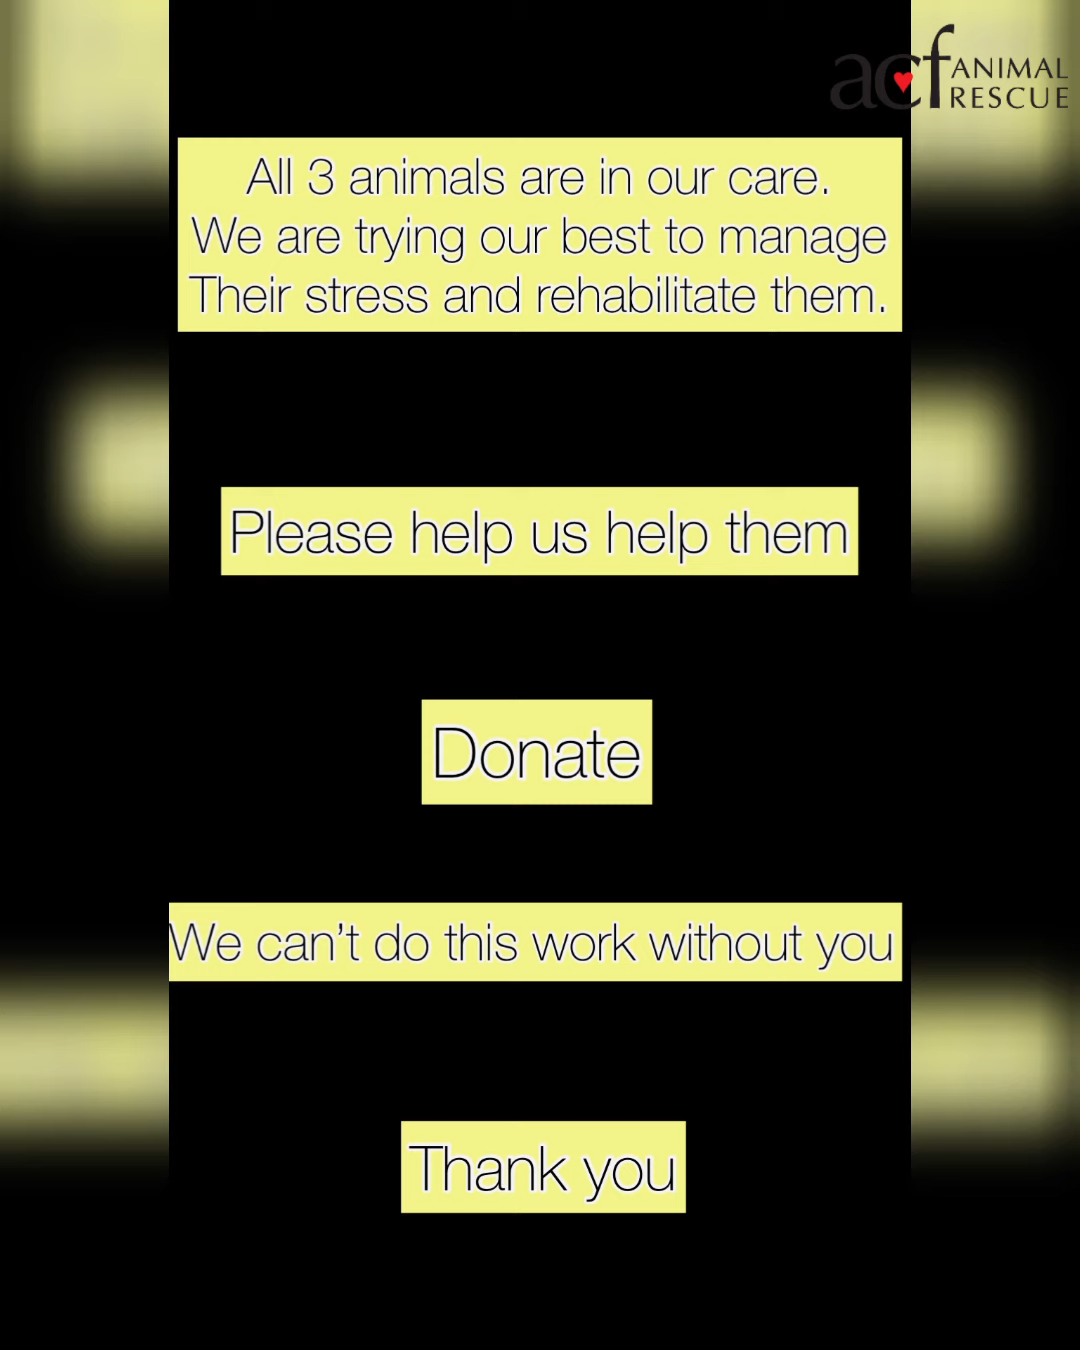 acf ANIMAL
RESCUE
All 3 animals are in our care.
We are trying our best to manage
Their stress and rehabilitate them.
Please help us help them
Donate
We can't do this work without you
Thank you